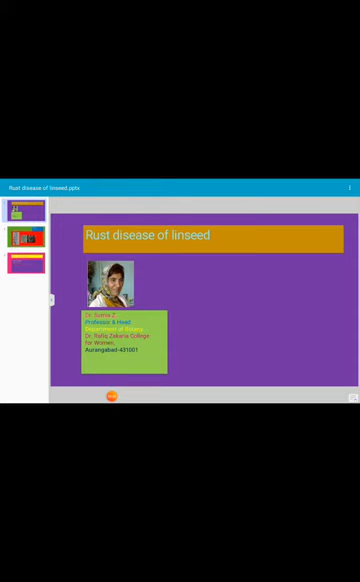 Rust disease of linseed.pptx
Rust disease of linseed
Dr. Sumia Z
Professor & Head
Department of Botany
Dr. Rafiq Zakaria College
for Women,
Aurangabad-431001